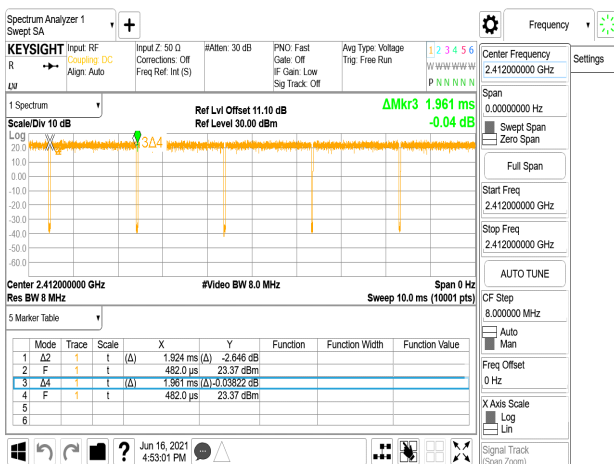 Spectrum Analyzer 1
Swept SA
Frequency
KEYSIGHT
R
LXI
Input: RF
Coupling: DC
Align: Auto
Input Z: 50 Ω
Corrections: Off
Freq Ref: Int (S)
#Atten: 30 dB
PNO: Fast
Gate: Off
IF Gain: Low
Sig Track: Off
Avg Type: Voltage
Trig: Free Run
1 2 3 4 5 6
W W W W W W
P N N N N N
1 Spectrum
Scale/Div 10 dB
Ref Lvl Offset 11.10 dB
Ref Level 30.00 dBm
ΔMkr3 1.961 ms
-0.04 dB
Log
20.0
10.0
0.00
-10.0
-20.0
-30.0
-40.0
-50.0
-60.0
3Δ4
Center 2.412000000 GHz
Res BW 8 MHz
#Video BW 8.0 MHz
Span 0 Hz
Sweep 10.0 ms (10001 pts)
5 Marker Table
Mode Trace Scale X Y Function Function Width Function Value
1 Δ2 1 t (Δ) 1.924 ms (Δ) -2.646 dB
2 F 1 t 482.0 µs 23.37 dBm
3 Δ4 1 t (Δ) 1.961 ms (Δ) -0.03822 dB
4 F 1 t 482.0 µs 23.37 dBm
5
6
Jun 16, 2021
4:53:01 PM
Center Frequency
2.412000000 GHz
Settings
Span
0.00000000 Hz
Swept Span
Zero Span
Full Span
Start Freq
2.412000000 GHz
Stop Freq
2.412000000 GHz
AUTO TUNE
CF Step
8.000000 MHz
Auto
Man
Freq Offset
0 Hz
X Axis Scale
Log
Lin
Signal Track
(Span Zoom)